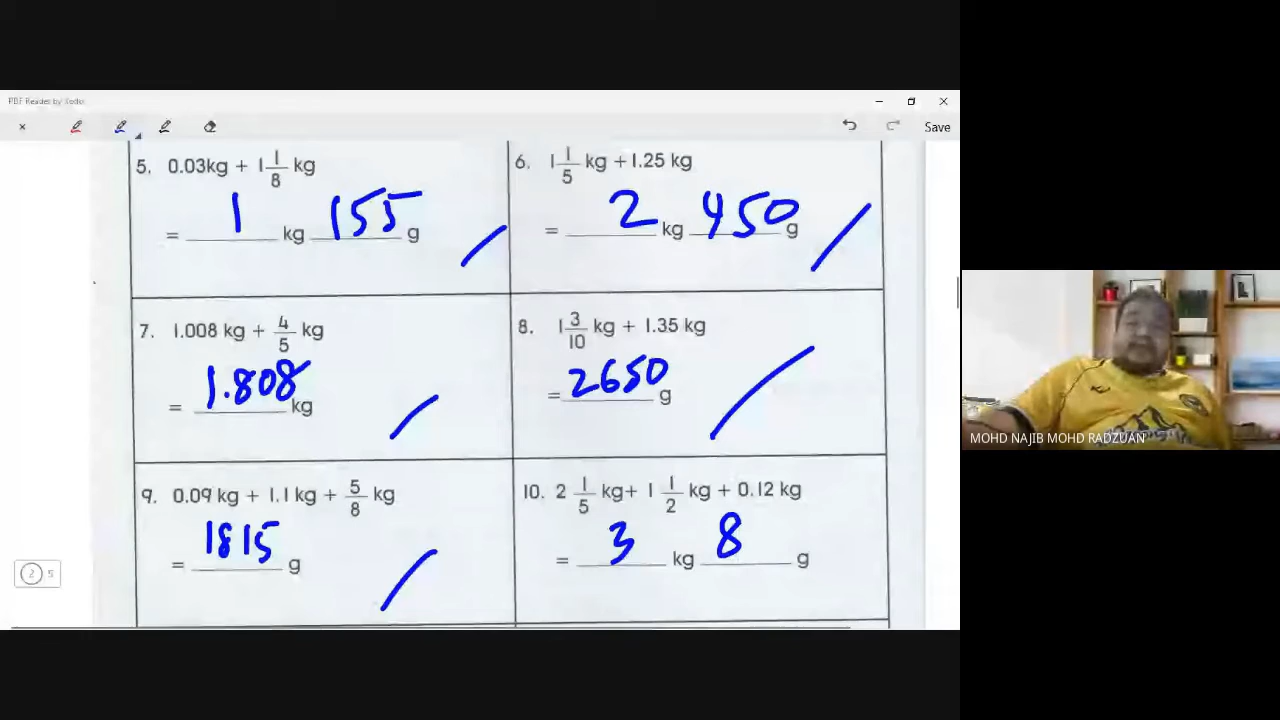 PDF Reader by Xodo
Save
5. 0.03kg + 1 1/8 kg
= 1 kg 155 g
6. 1 1/5 kg + 1.25 kg
= 2 kg 450 g
7. 1.008 kg + 4/5 kg
= 1.808 kg
8. 1 3/10 kg + 1.35 kg
= 2650 g
9. 0.09 kg + 1.1 kg + 5/8 kg
= 1815 g
10. 2 1/5 kg+ 1 1/2 kg + 0.12 kg
= 3 kg 8 g
2 5
MOHD NAJIB MOHD RADZUAN